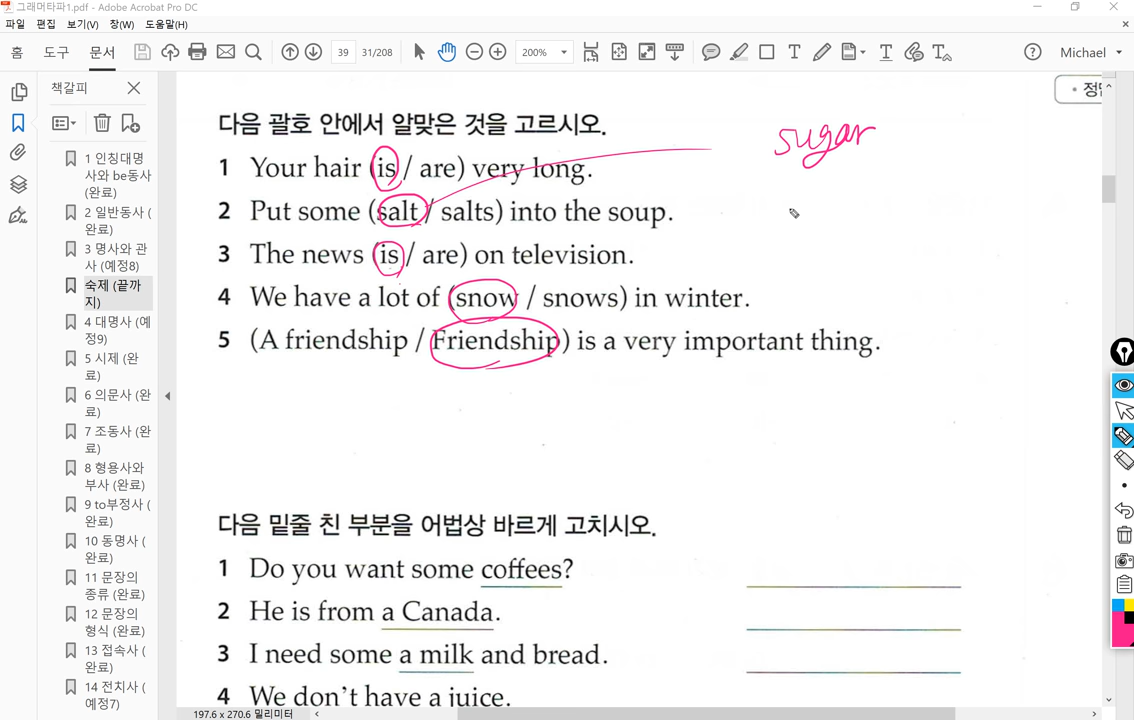 그래머타파1.pdf - Adobe Acrobat Pro DC
파일 편집 보기(V) 창(W) 도움말(H)
홈 도구 문서 39 31/208 200% Michael
책갈피
1 인칭대명
사와 be동사
(완료)
2 일반동사 (
완료)
3 명사와 관
사 (예정8)
숙제 (끝까
지)
4 대명사 (예
정9)
5 시제 (완
료)
6 의문사 (완
료)
7 조동사 (완
료)
8 형용사와
부사 (완료)
9 to부정사 (
완료)
10 동명사 (
완료)
11 문장의
종류 (완료)
12 문장의
형식 (완료)
13 접속사 (
완료)
14 전치사 (
예정7)
다음 괄호 안에서 알맞은 것을 고르시오.
sugar
1 Your hair (is / are) very long.
2 Put some (salt / salts) into the soup.
3 The news (is / are) on television.
4 We have a lot of (snow / snows) in winter.
5 (A friendship / Friendship) is a very important thing.
다음 밑줄 친 부분을 어법상 바르게 고치시오.
1 Do you want some coffees?
2 He is from a Canada.
3 I need some a milk and bread.
4 We don't have a juice.
197.6 x 270.6 밀리미터